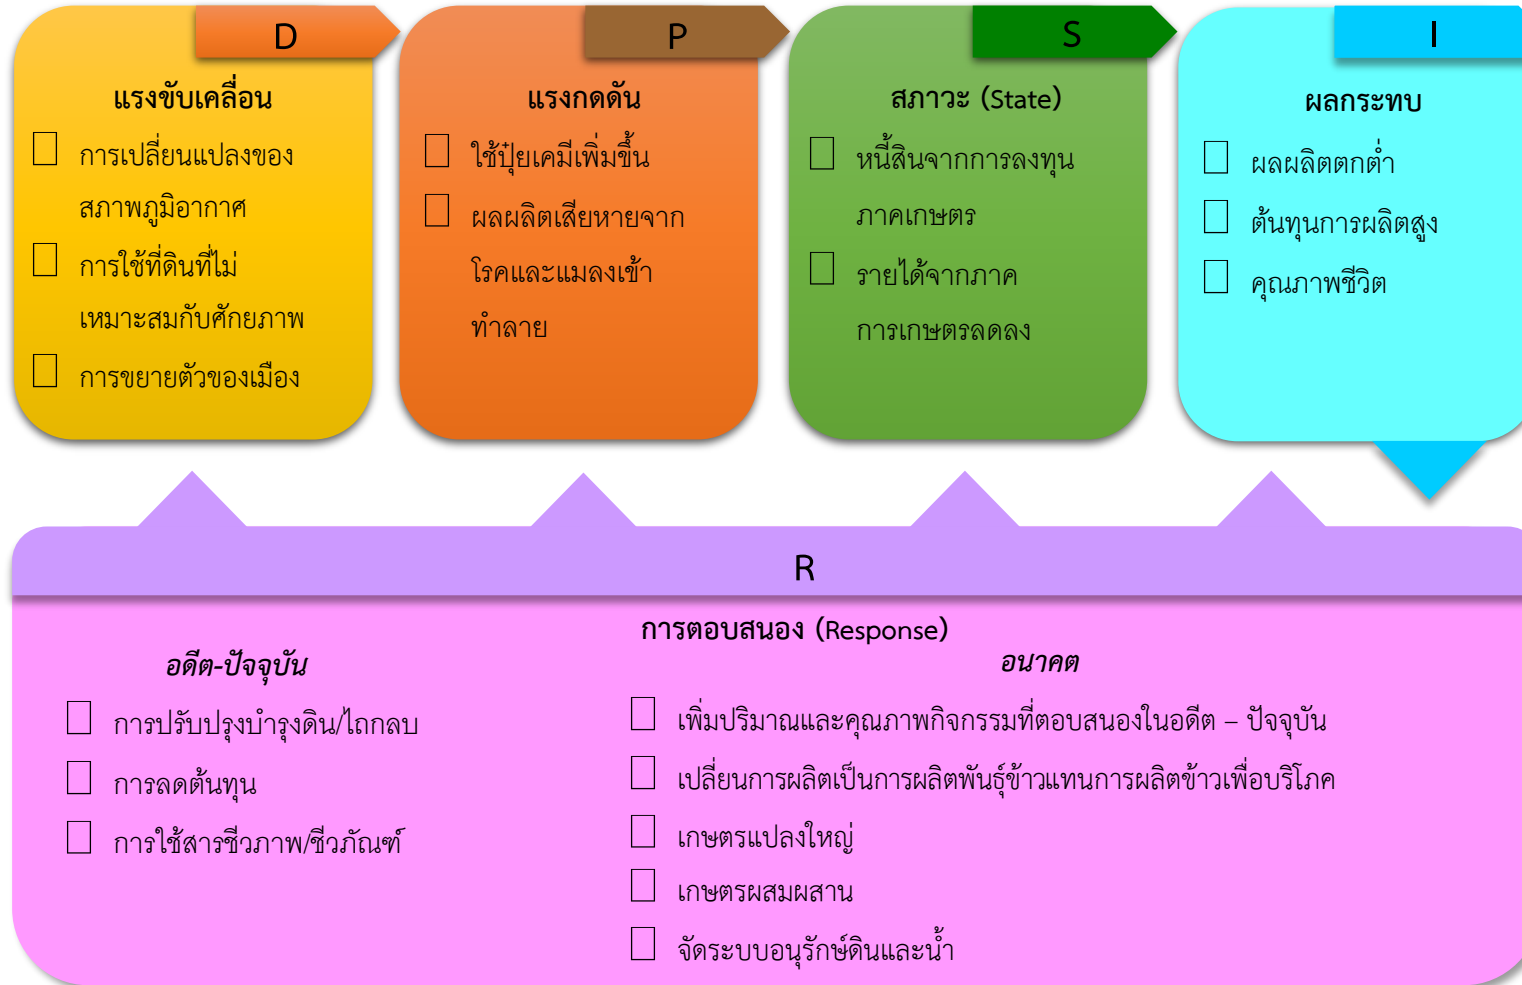 D
แรงขับเคลื่อน
การเปลี่ยนแปลงของ
สภาพภูมิอากาศ
การใช้ที่ดินที่ไม่
เหมาะสมกับศักยภาพ
การขยายตัวของเมือง
P
แรงกดดัน
ใช้ปุ๋ยเคมีเพิ่มขึ้น
ผลผลิตเสียหายจาก
โรคและแมลงเข้า
ทำลาย
S
สภาวะ (State)
หนี้สินจากการลงทุน
ภาคเกษตร
รายได้จากภาค
การเกษตรลดลง
I
ผลกระทบ
ผลผลิตตกต่ำ
ต้นทุนการผลิตสูง
คุณภาพชีวิต
R
การตอบสนอง (Response)
อดีต-ปัจจุบัน
การปรับปรุงบำรุงดิน/ไถกลบ
การลดต้นทุน
การใช้สารชีวภาพ/ชีวภัณฑ์
อนาคต
เพิ่มปริมาณและคุณภาพกิจกรรมที่ตอบสนองในอดีต – ปัจจุบัน
เปลี่ยนการผลิตเป็นการผลิตพันธุ์ข้าวแทนการผลิตข้าวเพื่อบริโภค
เกษตรแปลงใหญ่
เกษตรผสมผสาน
จัดระบบอนุรักษ์ดินและน้ำ